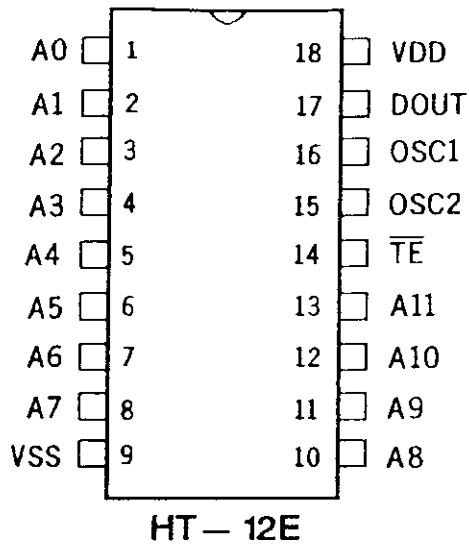 A0 1 18 VDD
A1 2 17 DOUT
A2 3 16 OSC1
A3 4 15 OSC2
A4 5 14 T̅E̅
A5 6 13 A11
A6 7 12 A10
A7 8 11 A9
VSS 9 10 A8
HT – 12E